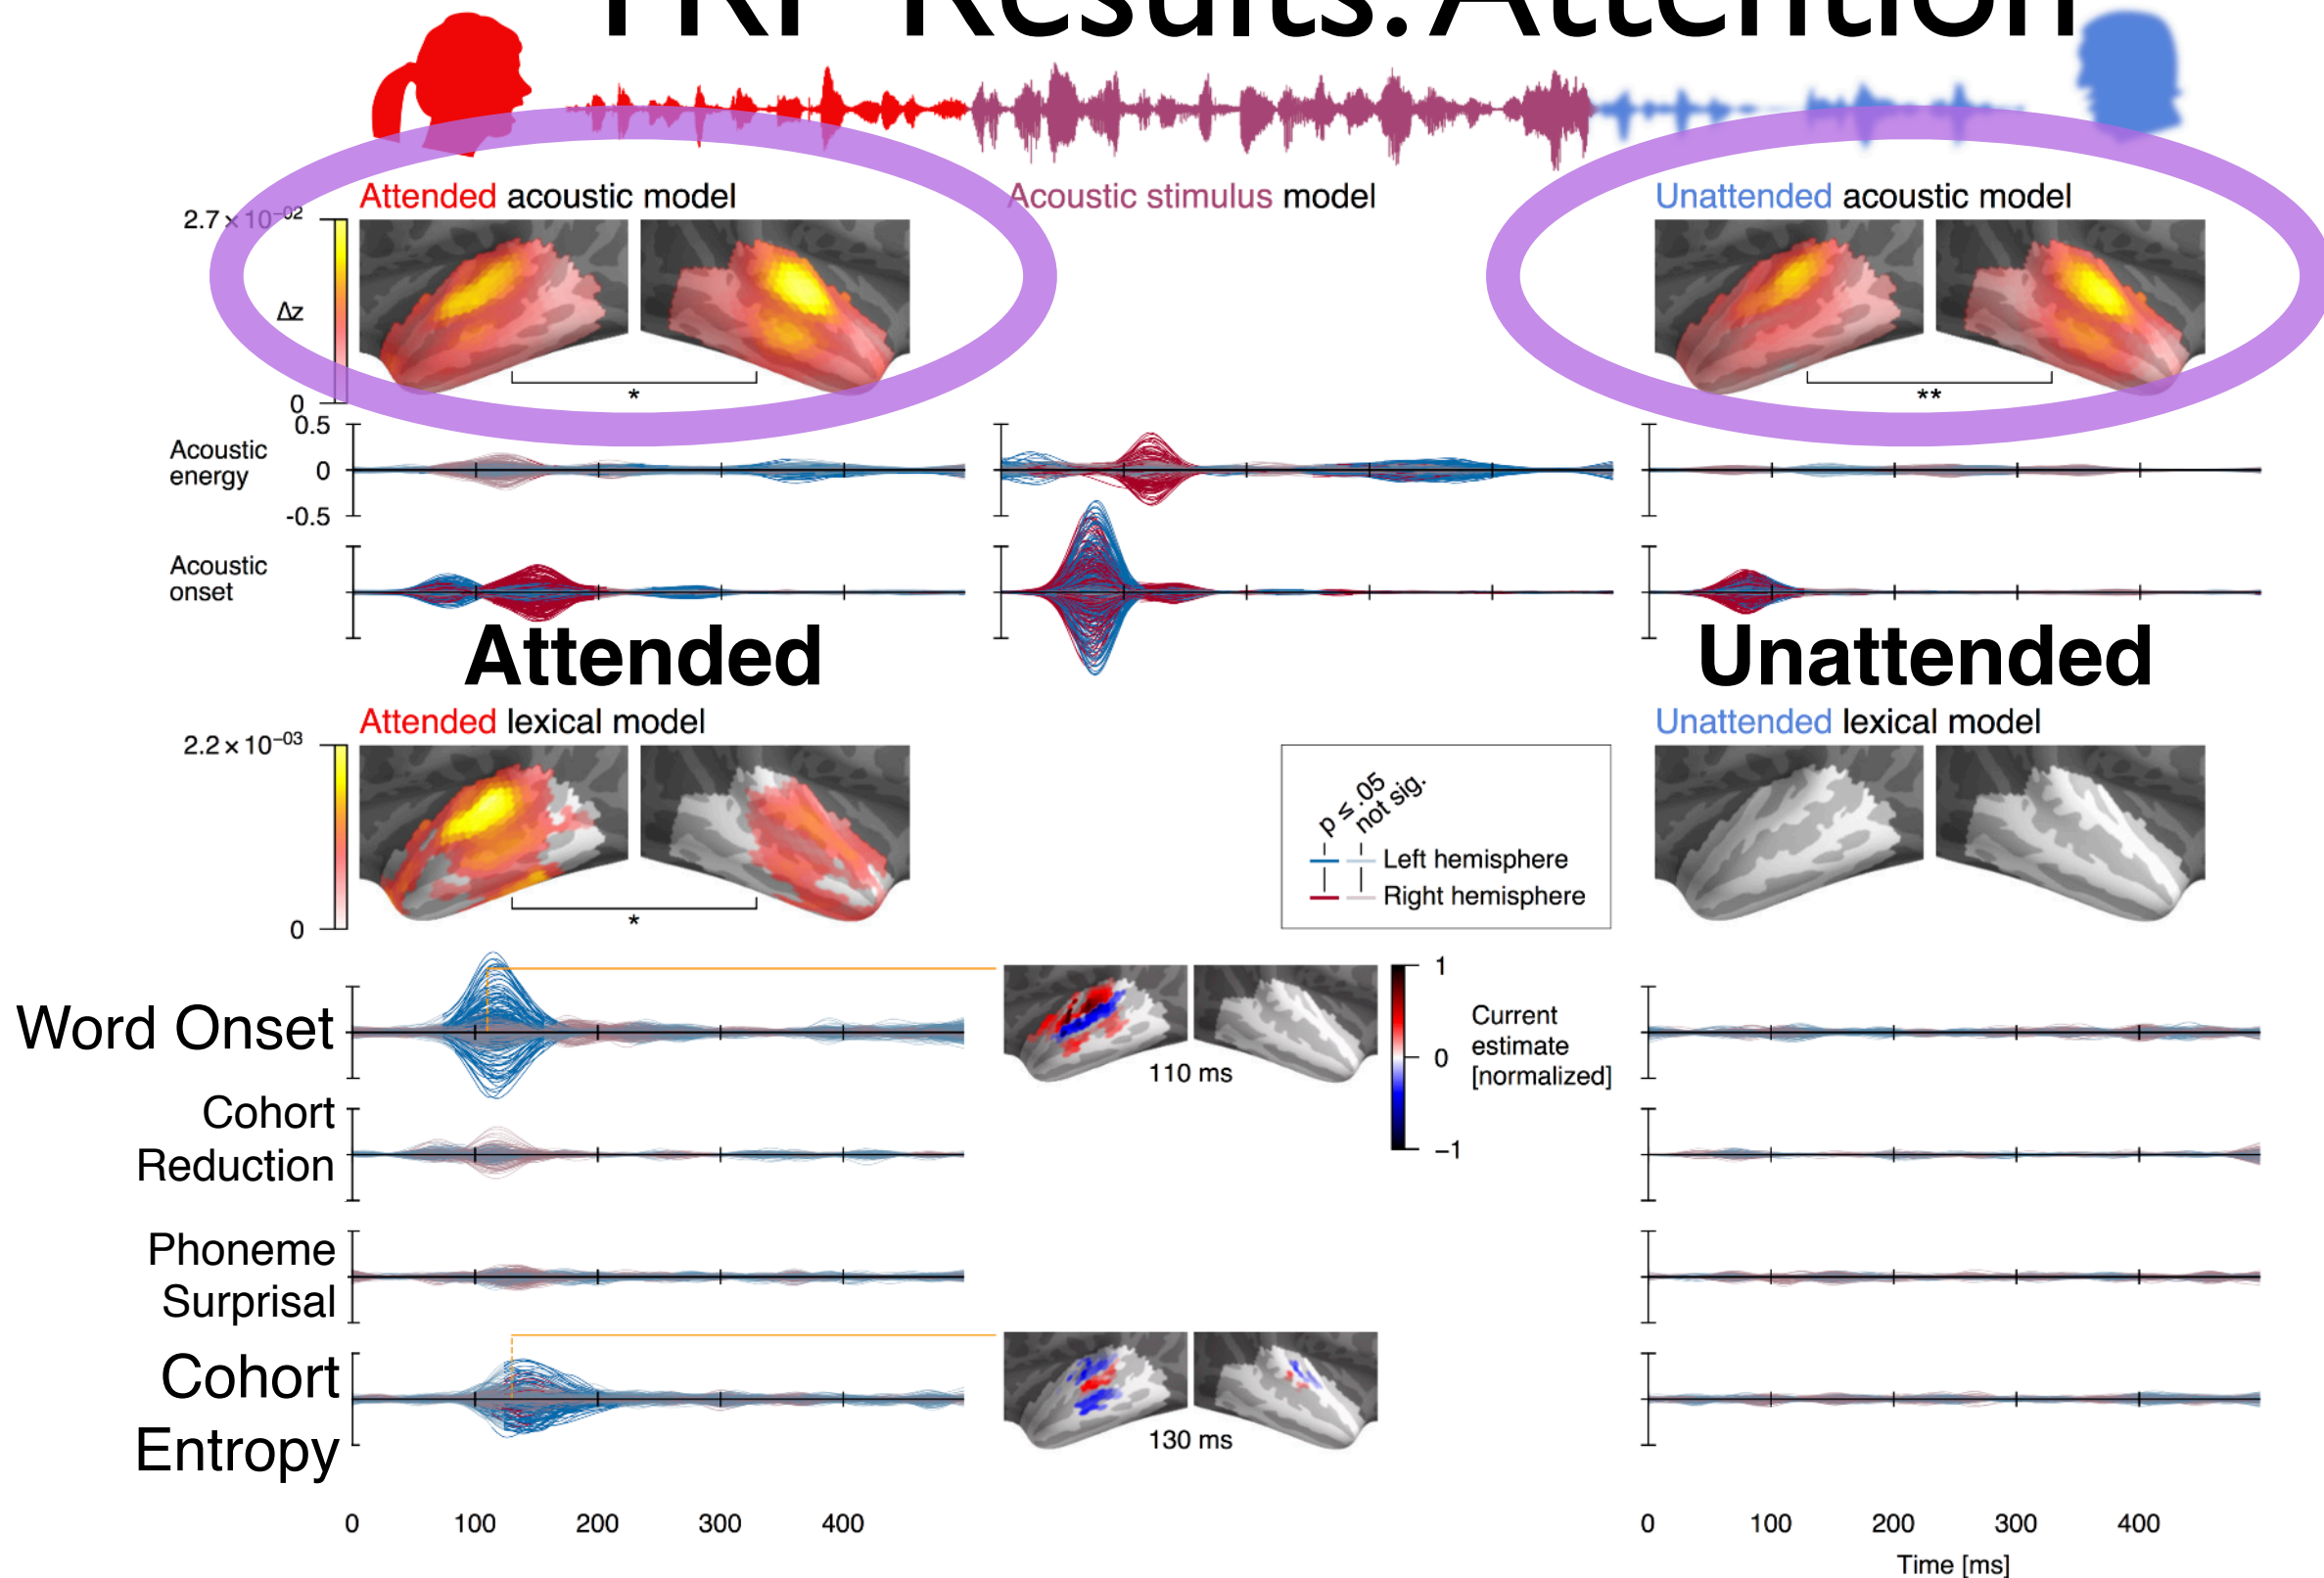 TRF Results: Attention
Attended acoustic model
Acoustic stimulus model
Unattended acoustic model
2.7 × 10⁻⁰²
Δz
0
*
**
Acoustic
energy
0.5
0
-0.5
Acoustic
onset
Attended
Unattended
Attended lexical model
Unattended lexical model
2.2 × 10⁻⁰³
0
*
p ≤ .05
not sig.
Left hemisphere
Right hemisphere
Word Onset
110 ms
1
0
−1
Current
estimate
[normalized]
Cohort
Reduction
Phoneme
Surprisal
Cohort
Entropy
130 ms
0 100 200 300 400
0 100 200 300 400
Time [ms]